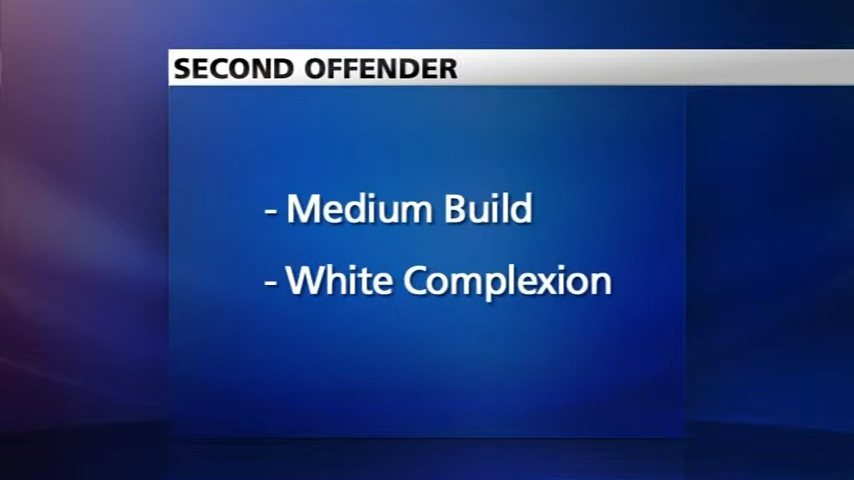 SECOND OFFENDER
- Medium Build
- White Complexion